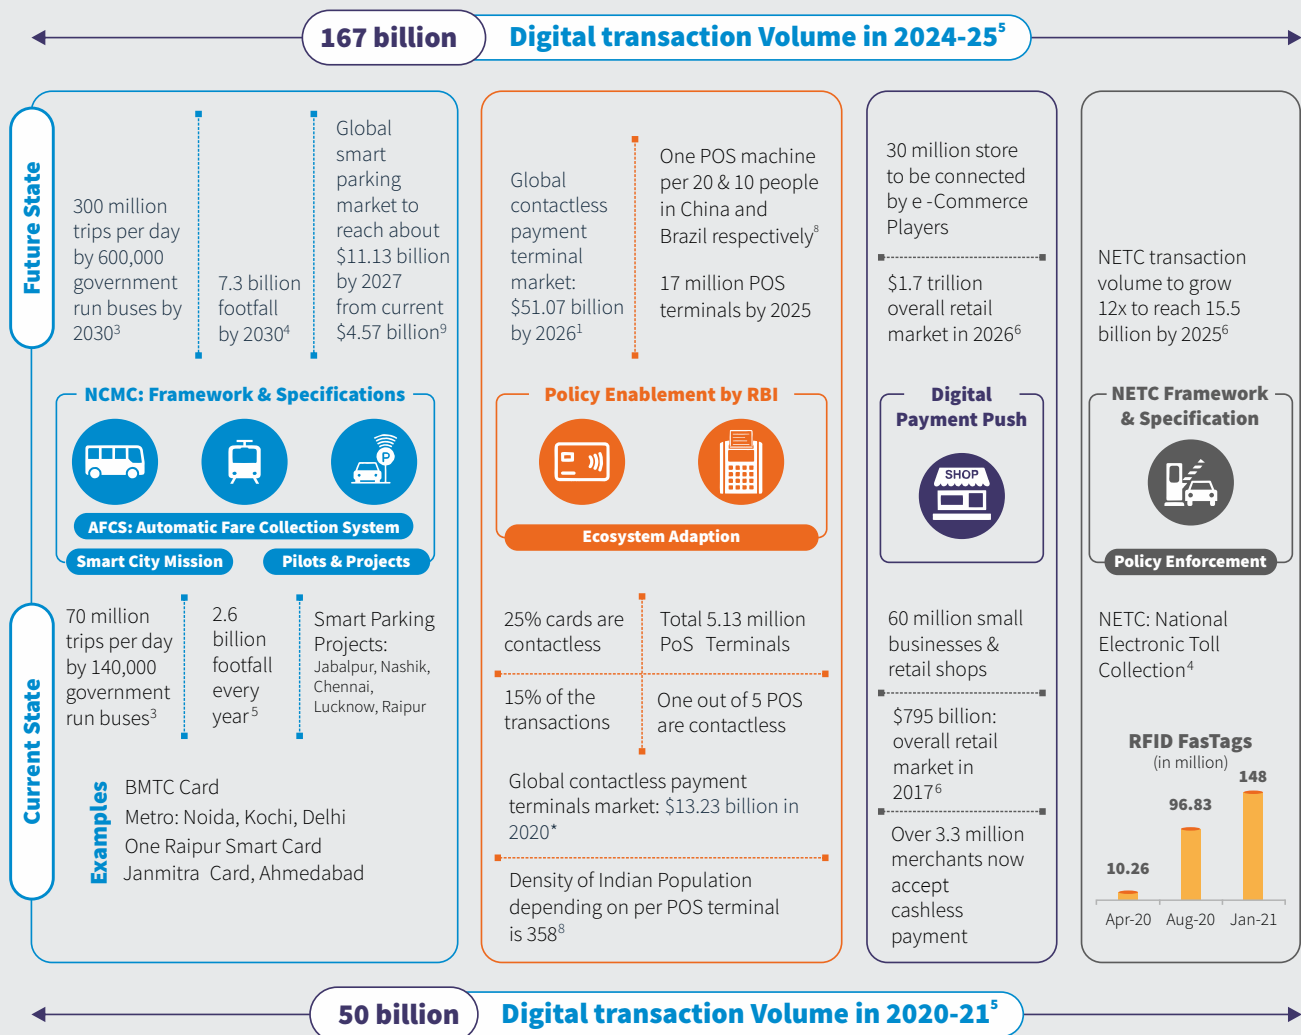 167 billion
Digital transaction Volume in 2024-25⁵
Future State
300 million
trips per day
by 600,000
government
run buses by
2030³
7.3 billion
footfall
by 2030⁴
Global
smart
parking
market to
reach about
$11.13 billion
by 2027
from current
$4.57 billion⁹
NCMC: Framework & Specifications
P
AFCS: Automatic Fare Collection System
Smart City Mission
Pilots & Projects
Global
contactless
payment
terminal
market:
$51.07 billion
by 2026¹
One POS machine
per 20 & 10 people
in China and
Brazil respectively⁸
17 million POS
terminals by 2025
Policy Enablement by RBI
Ecosystem Adaption
30 million store
to be connected
by e -Commerce
Players
$1.7 trillion
overall retail
market in 2026⁶
Digital
Payment Push
SHOP
NETC transaction
volume to grow
12x to reach 15.5
billion by 2025⁶
NETC Framework
& Specification
Policy Enforcement
Current State
70 million
trips per day
by 140,000
government
run buses³
2.6
billion
footfall
every
year⁵
Smart Parking
Projects:
Jabalpur, Nashik,
Chennai,
Lucknow, Raipur
Examples
BMTC Card
Metro: Noida, Kochi, Delhi
One Raipur Smart Card
Janmitra Card, Ahmedabad
25% cards are
contactless
Total 5.13 million
PoS Terminals
15% of the
transactions
One out of 5 POS
are contactless
Global contactless payment
terminals market: $13.23 billion in
2020*
Density of Indian Population
depending on per POS terminal
is 358⁸
60 million small
businesses &
retail shops
$795 billion:
overall retail
market in
2017⁶
Over 3.3 million
merchants now
accept
cashless
payment
NETC: National
Electronic Toll
Collection⁴
RFID FasTags
(in million)
148
96.83
10.26
Apr-20 Aug-20 Jan-21
50 billion
Digital transaction Volume in 2020-21⁵